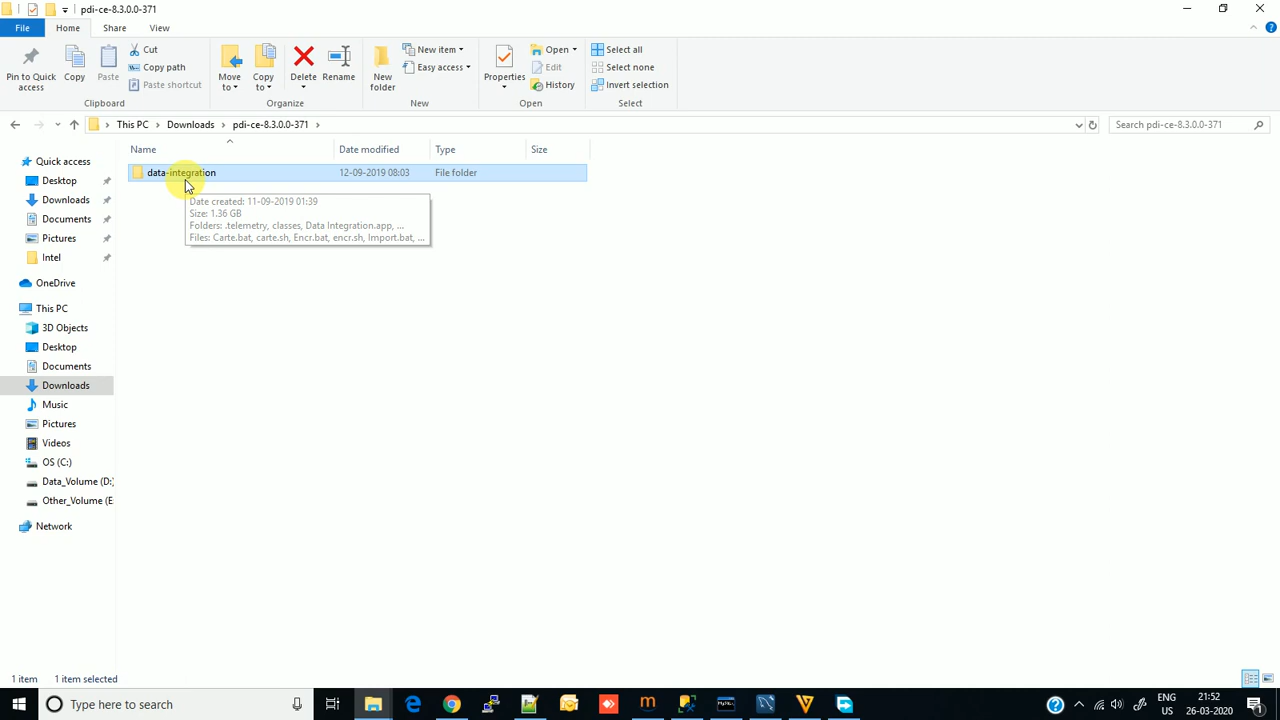 pdi-ce-8.3.0.0-371
File Home Share View
Pin to Quick access
Copy
Paste
Cut
Copy path
Paste shortcut
Clipboard
Move to
Copy to
Delete
Rename
Organize
New folder
New item
Easy access
New
Properties
Open
Edit
History
Open
Select all
Select none
Invert selection
Select
This PC Downloads pdi-ce-8.3.0.0-371
Search pdi-ce-8.3.0.0-371
Name Date modified Type Size
data-integration 12-09-2019 08:03 File folder
Date created: 11-09-2019 01:39
Size: 1.36 GB
Folders: .telemetry, classes, Data Integration.app, ...
Files: Carte.bat, carte.sh, Encr.bat, encr.sh, Import.bat, ...
Quick access
Desktop
Downloads
Documents
Pictures
Intel
OneDrive
This PC
3D Objects
Desktop
Documents
Downloads
Music
Pictures
Videos
OS (C:)
Data_Volume (D:)
Other_Volume (E
Network
1 item 1 item selected
Type here to search
ENG
US
21:52
26-03-2020